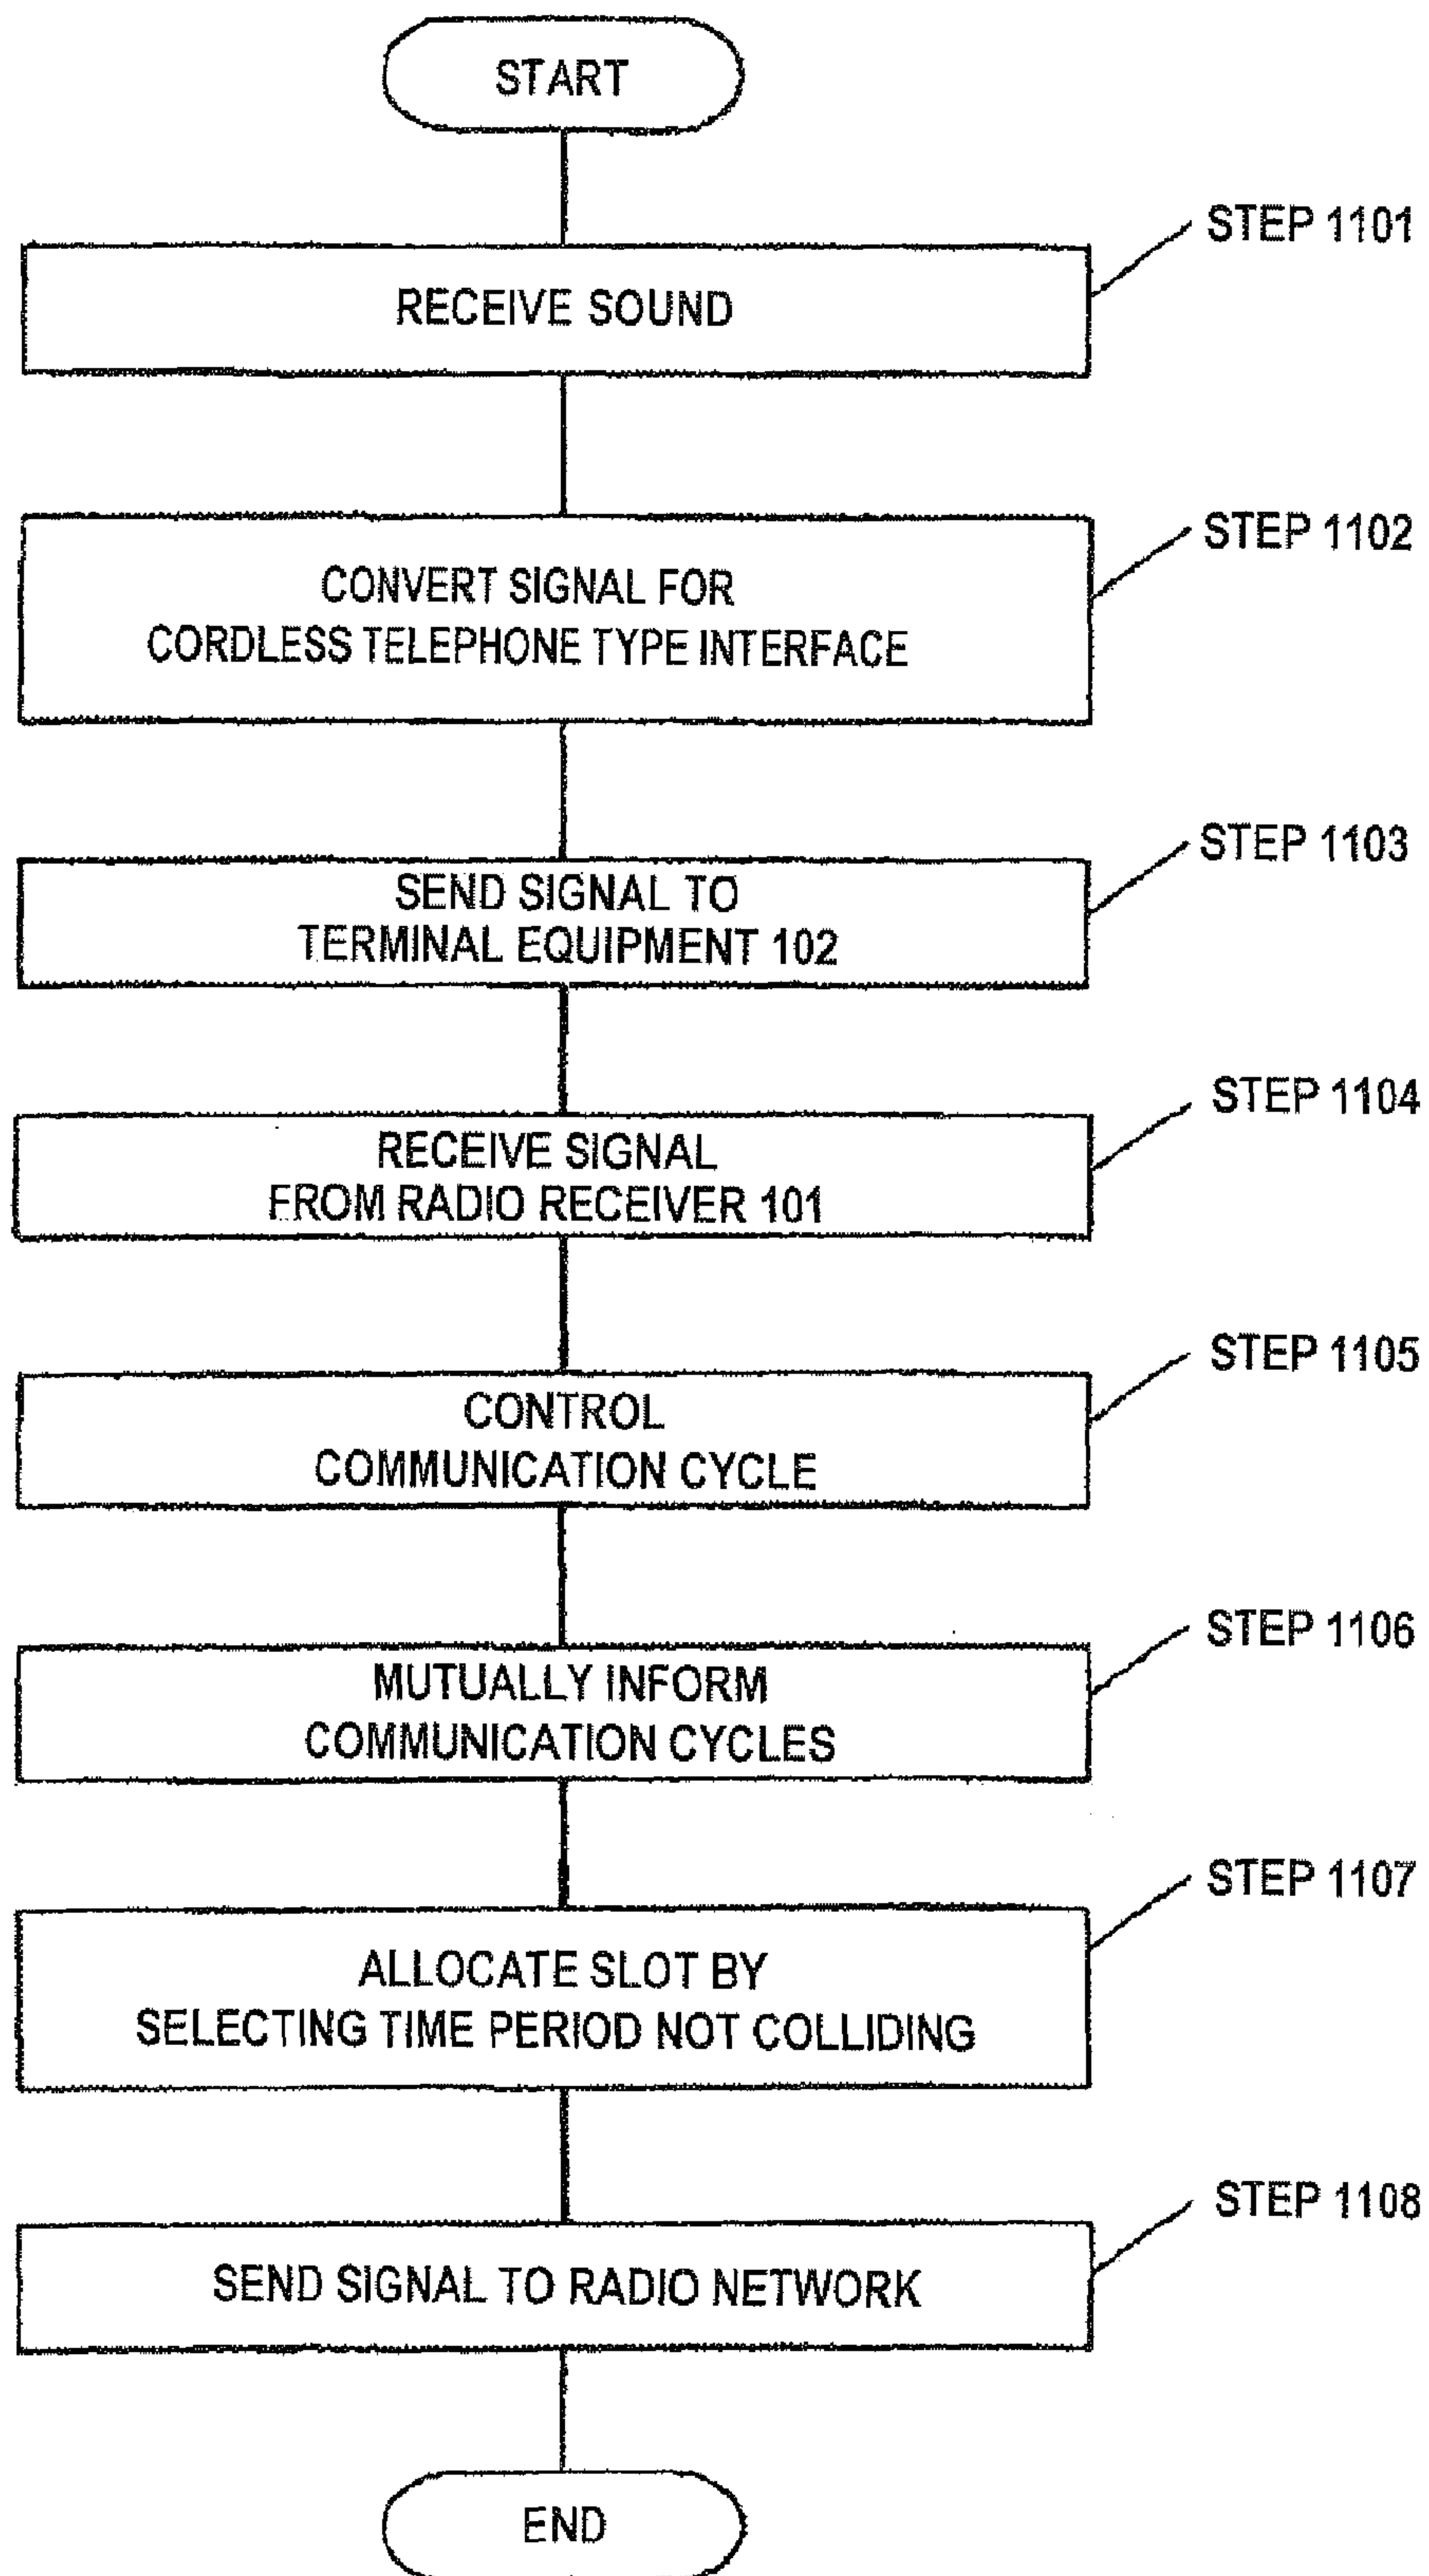 START
STEP 1101
RECEIVE SOUND
STEP 1102
CONVERT SIGNAL FOR
CORDLESS TELEPHONE TYPE INTERFACE
STEP 1103
SEND SIGNAL TO
TERMINAL EQUIPMENT 102
STEP 1104
RECEIVE SIGNAL
FROM RADIO RECEIVER 101
STEP 1105
CONTROL
COMMUNICATION CYCLE
STEP 1106
MUTUALLY INFORM
COMMUNICATION CYCLES
STEP 1107
ALLOCATE SLOT BY
SELECTING TIME PERIOD NOT COLLIDING
STEP 1108
SEND SIGNAL TO RADIO NETWORK
END